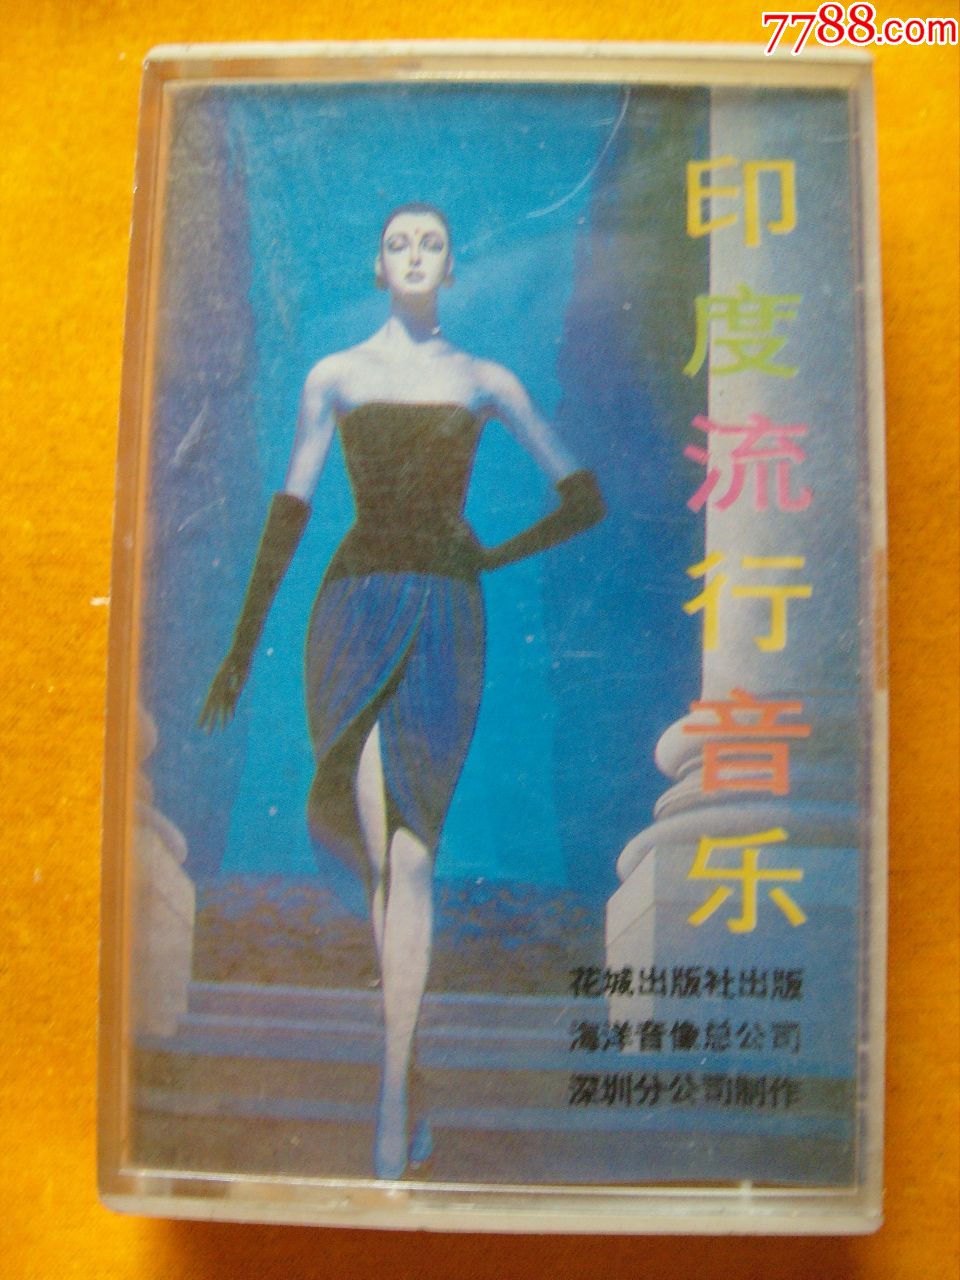 7788.com
印度流行音乐
花城出版社出版
海洋音像总公司
深圳分公司制作